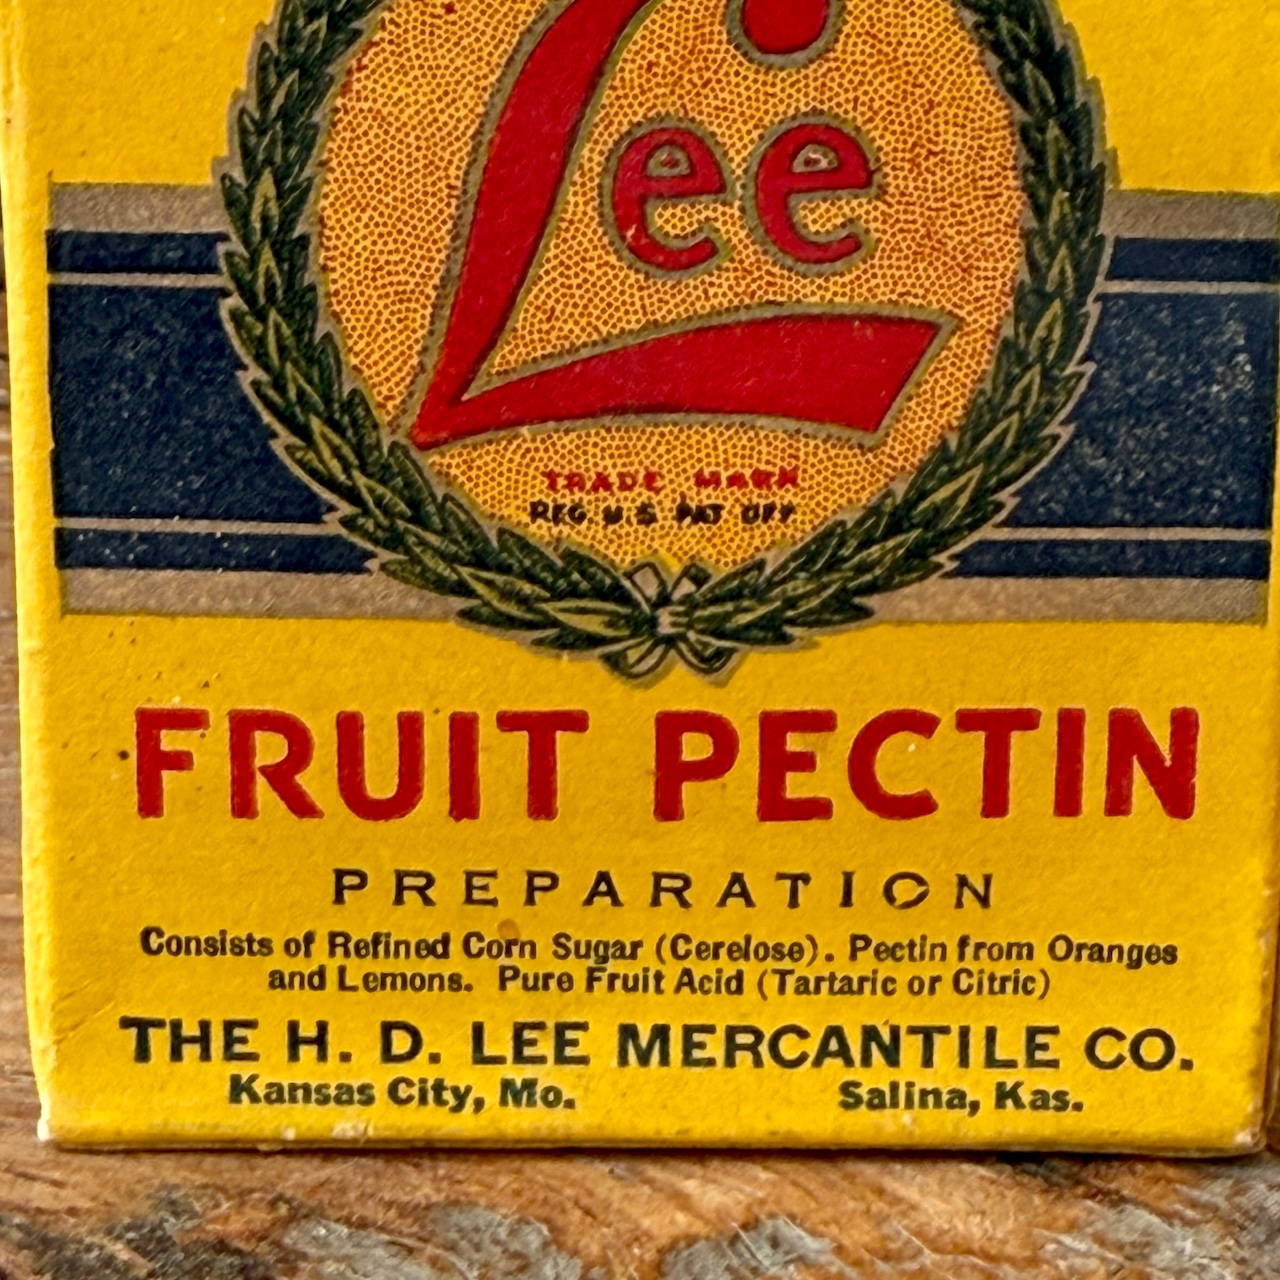 Lee
TRADE MARK
REG. U.S. PAT OFF
FRUIT PECTIN
PREPARATION
Consists of Refined Corn Sugar (Cerelose). Pectin from Oranges
and Lemons. Pure Fruit Acid (Tartaric or Citric)
THE H. D. LEE MERCANTILE CO.
Kansas City, Mo. Salina, Kas.